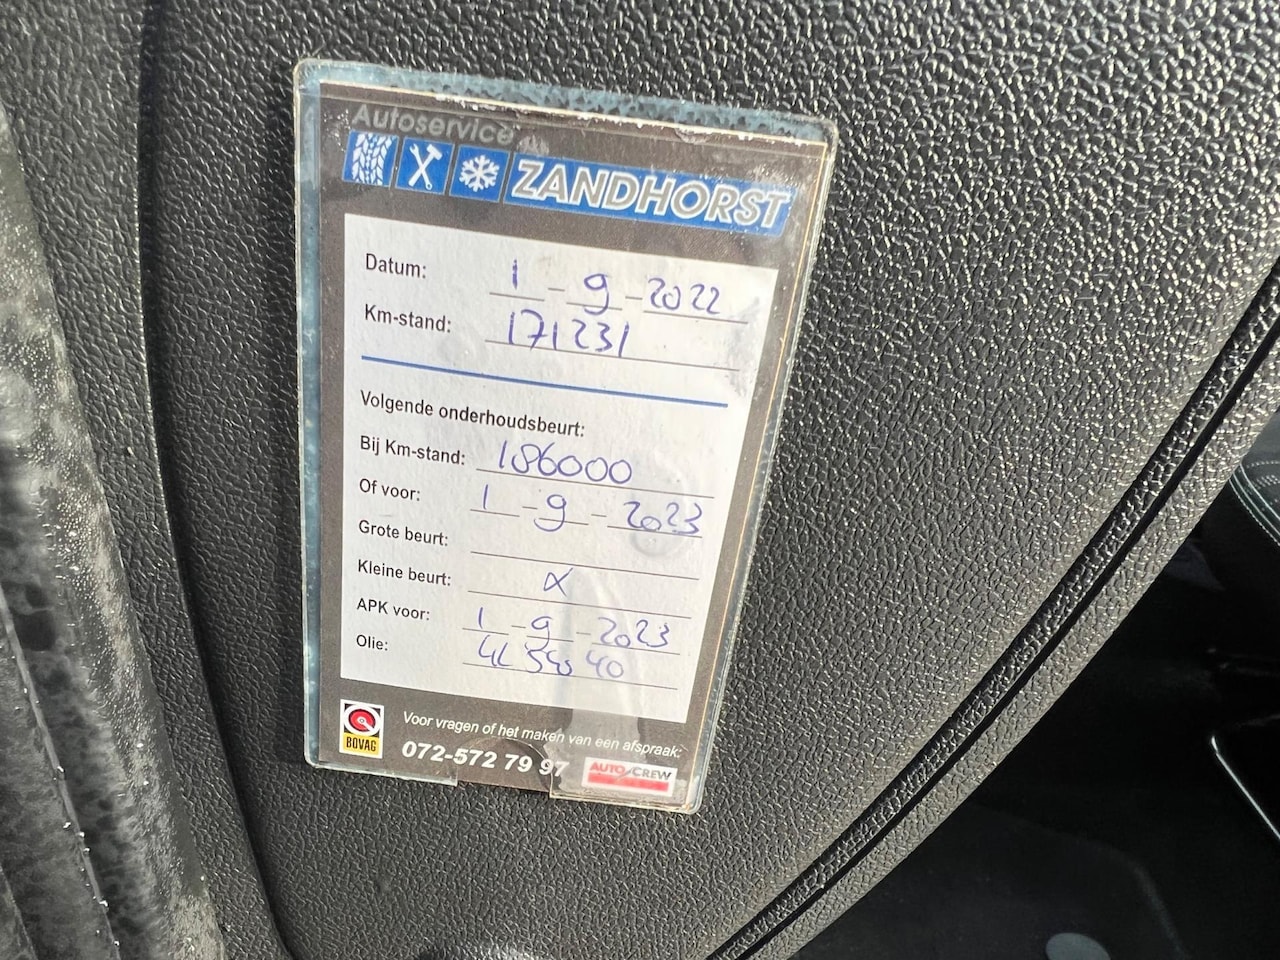 Autoservice
ZANDHORST
Datum: 1 - 9 - 2022
Km-stand: 171231
Volgende onderhoudsbeurt:
Bij Km-stand: 186000
Of voor: 1 - 9 - 2023
Grote beurt:
Kleine beurt: X
APK voor: 1 - 9 - 2023
Olie: 4L 40
BOVAG
Voor vragen of het maken van een afspraak:
072-572 79 97
AUTO CREW